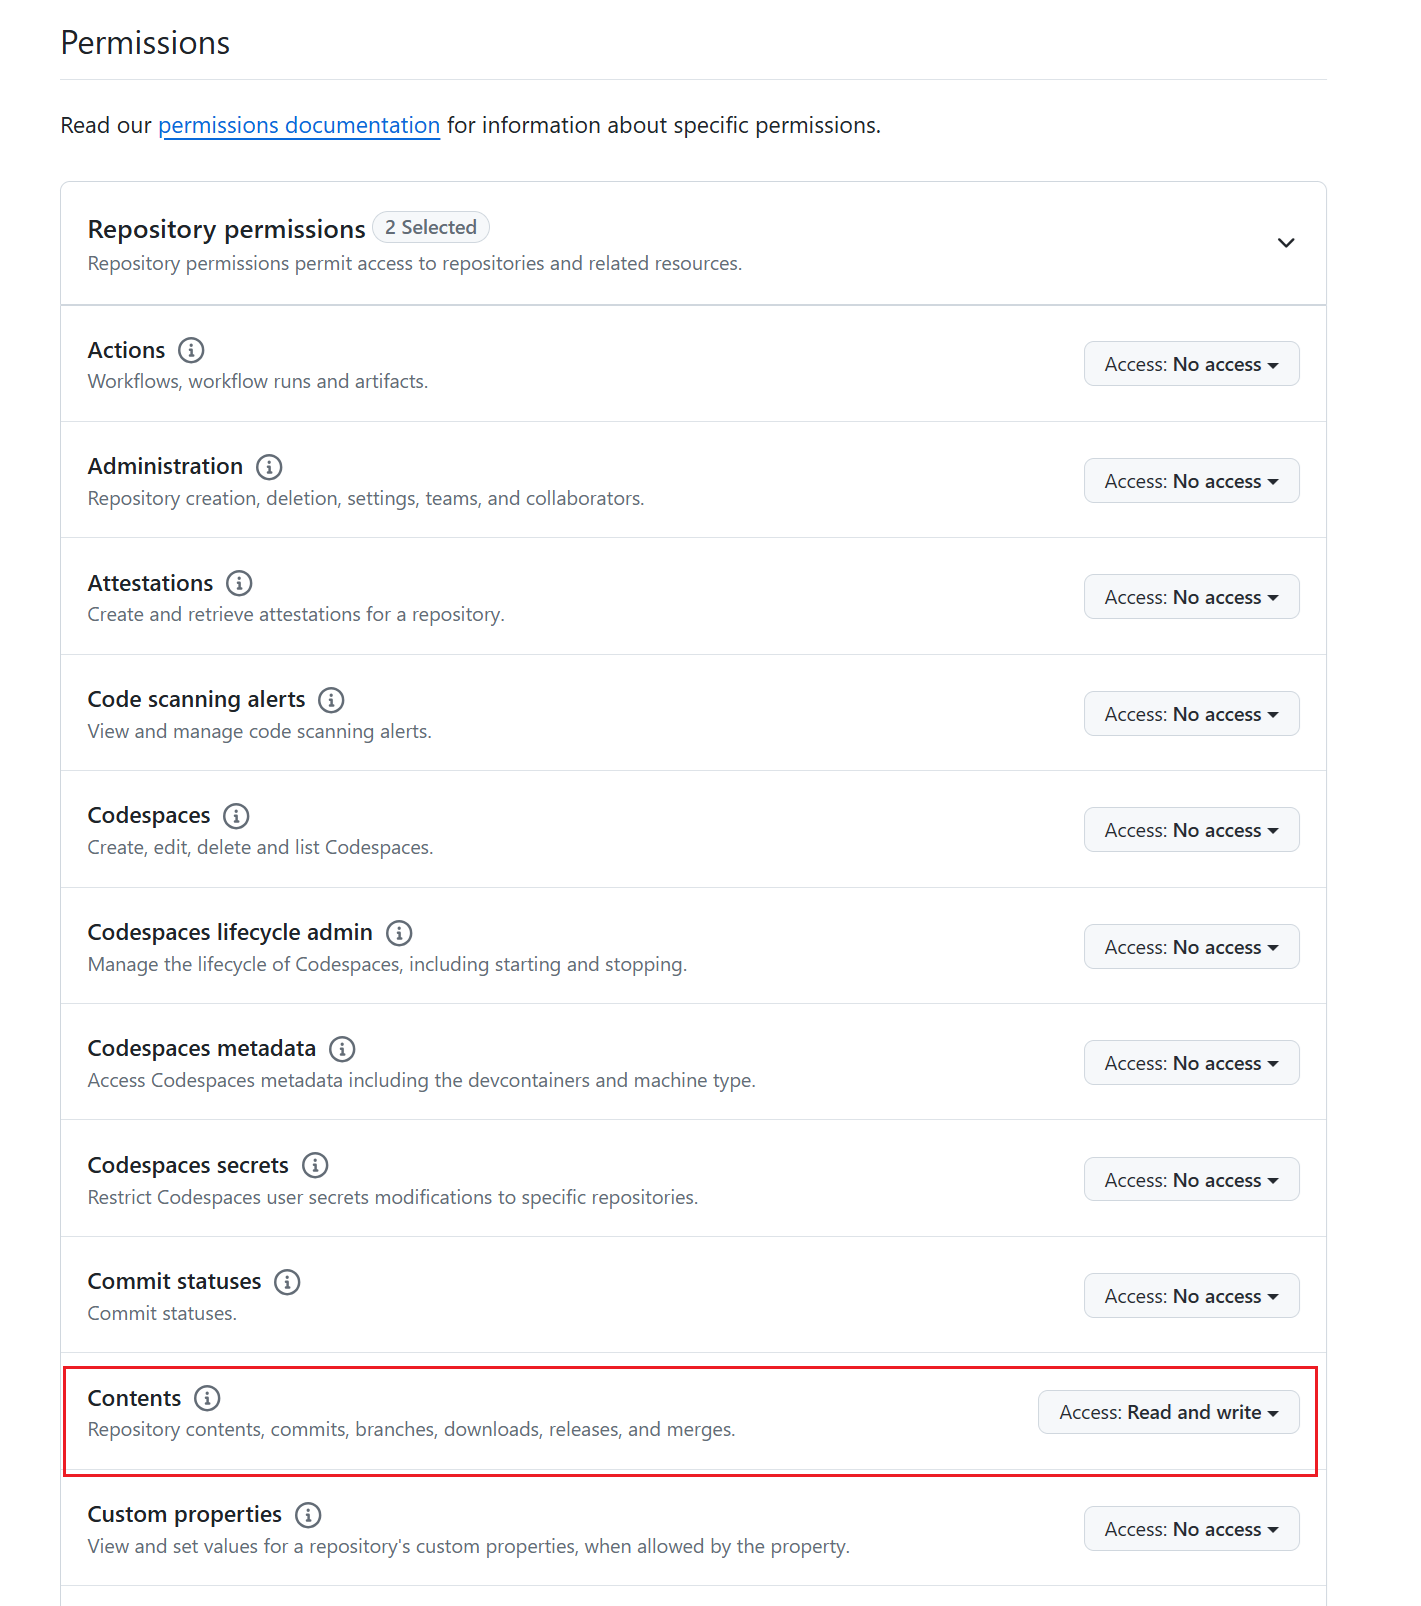 Permissions
Read our permissions documentation for information about specific permissions.
Repository permissions 2 Selected
Repository permissions permit access to repositories and related resources.
Actions
Workflows, workflow runs and artifacts.
Access: No access
Administration
Repository creation, deletion, settings, teams, and collaborators.
Access: No access
Attestations
Create and retrieve attestations for a repository.
Access: No access
Code scanning alerts
View and manage code scanning alerts.
Access: No access
Codespaces
Create, edit, delete and list Codespaces.
Access: No access
Codespaces lifecycle admin
Manage the lifecycle of Codespaces, including starting and stopping.
Access: No access
Codespaces metadata
Access Codespaces metadata including the devcontainers and machine type.
Access: No access
Codespaces secrets
Restrict Codespaces user secrets modifications to specific repositories.
Access: No access
Commit statuses
Commit statuses.
Access: No access
Contents
Repository contents, commits, branches, downloads, releases, and merges.
Access: Read and write
Custom properties
View and set values for a repository's custom properties, when allowed by the property.
Access: No access